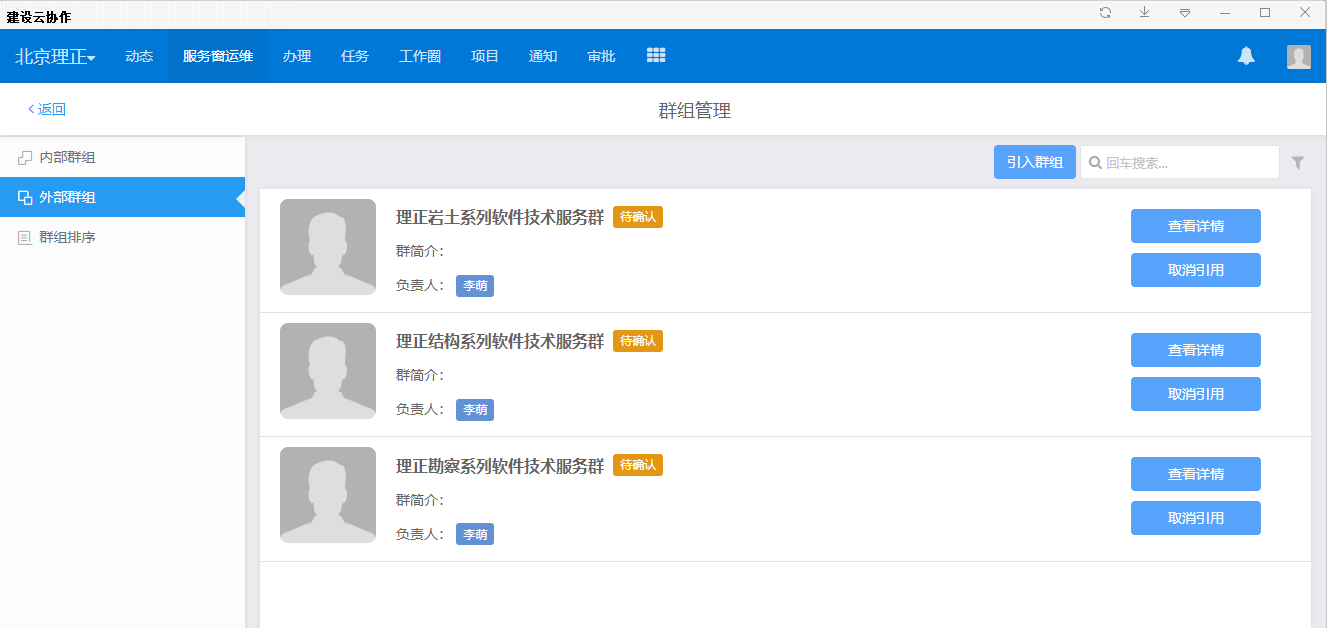 建设云协作
北京理正 动态 服务窗运维 办理 任务 工作圈 项目 通知 审批
返回 群组管理
内部群组
外部群组
群组排序
引入群组 回车搜索...
理正岩土系列软件技术服务群 待确认
群简介：
负责人： 李萌
查看详情
取消引用
理正结构系列软件技术服务群 待确认
群简介：
负责人： 李萌
查看详情
取消引用
理正勘察系列软件技术服务群 待确认
群简介：
负责人： 李萌
查看详情
取消引用